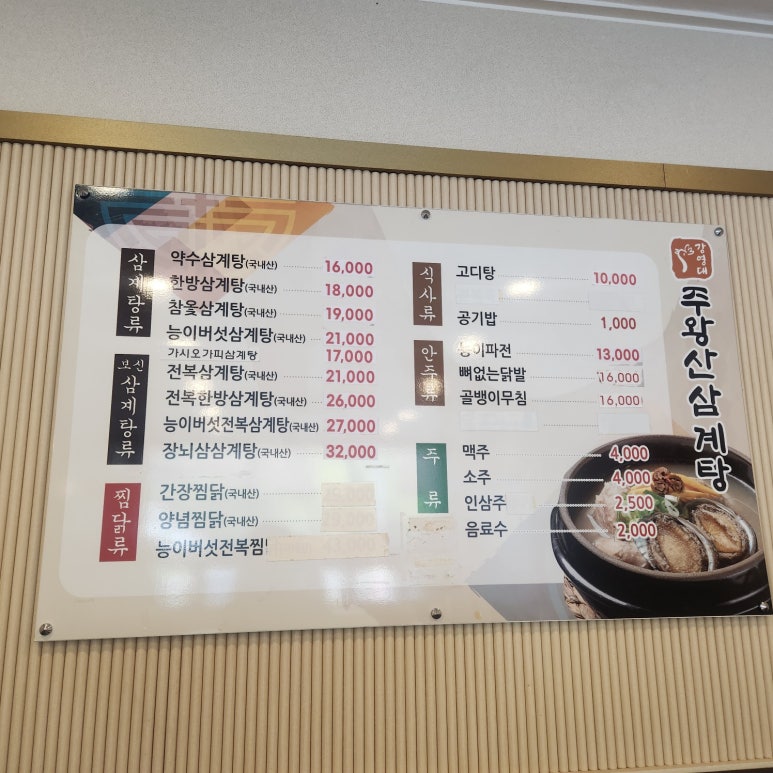 삼계탕류
약수삼계탕(국내산) 16,000
한방삼계탕(국내산) 18,000
참옻삼계탕(국내산) 19,000
능이버섯삼계탕(국내산) 21,000
가시오가피삼계탕 17,000
보신 삼계탕류
전복삼계탕(국내산) 21,000
전복한방삼계탕(국내산) 26,000
능이버섯전복삼계탕(국내산) 27,000
장뇌삼삼계탕(국내산) 32,000
찜닭류
간장찜닭(국내산)
양념찜닭(국내산)
능이버섯전복찜
식사류
고디탕 10,000
공기밥 1,000
안주류
능이파전 13,000
뼈없는닭발 16,000
골뱅이무침 16,000
주류
맥주 4,000
소주 4,000
인삼주 2,500
음료수 2,000
강영대
주왕산삼계탕